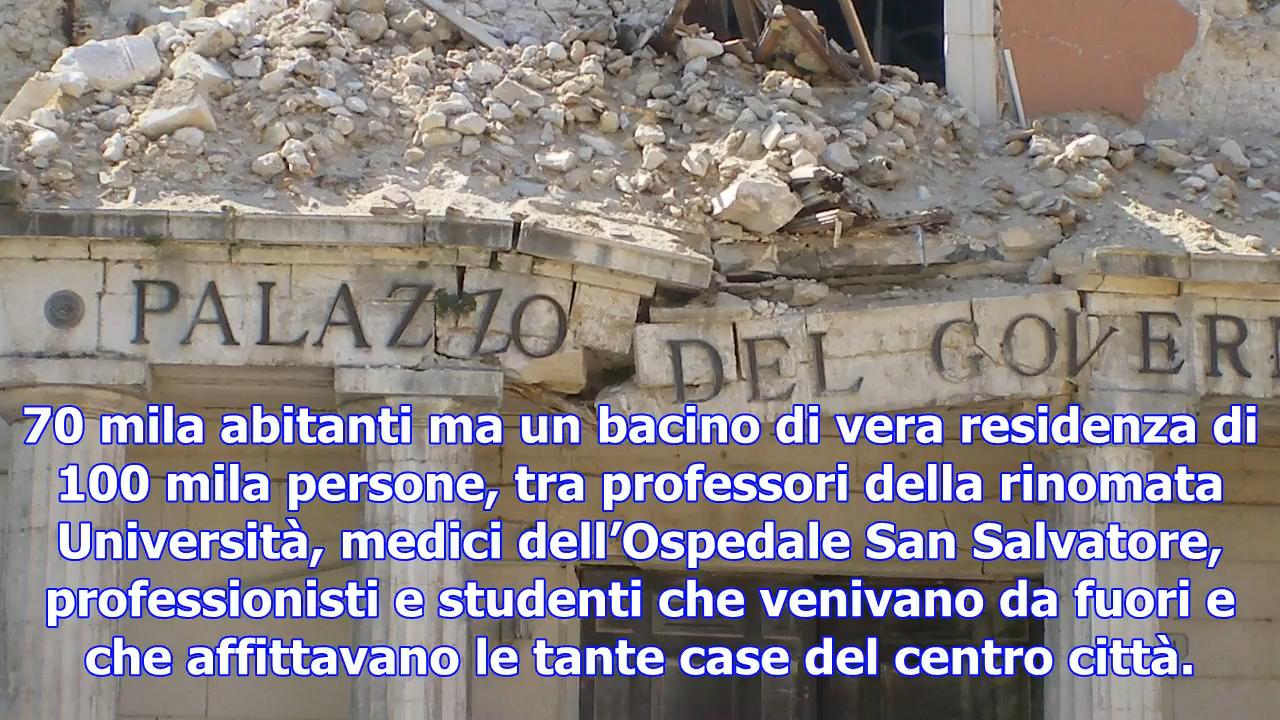 PALAZZO DEL GOVER
70 mila abitanti ma un bacino di vera residenza di
100 mila persone, tra professori della rinomata
Università, medici dell’Ospedale San Salvatore,
professionisti e studenti che venivano da fuori e
che affittavano le tante case del centro città.